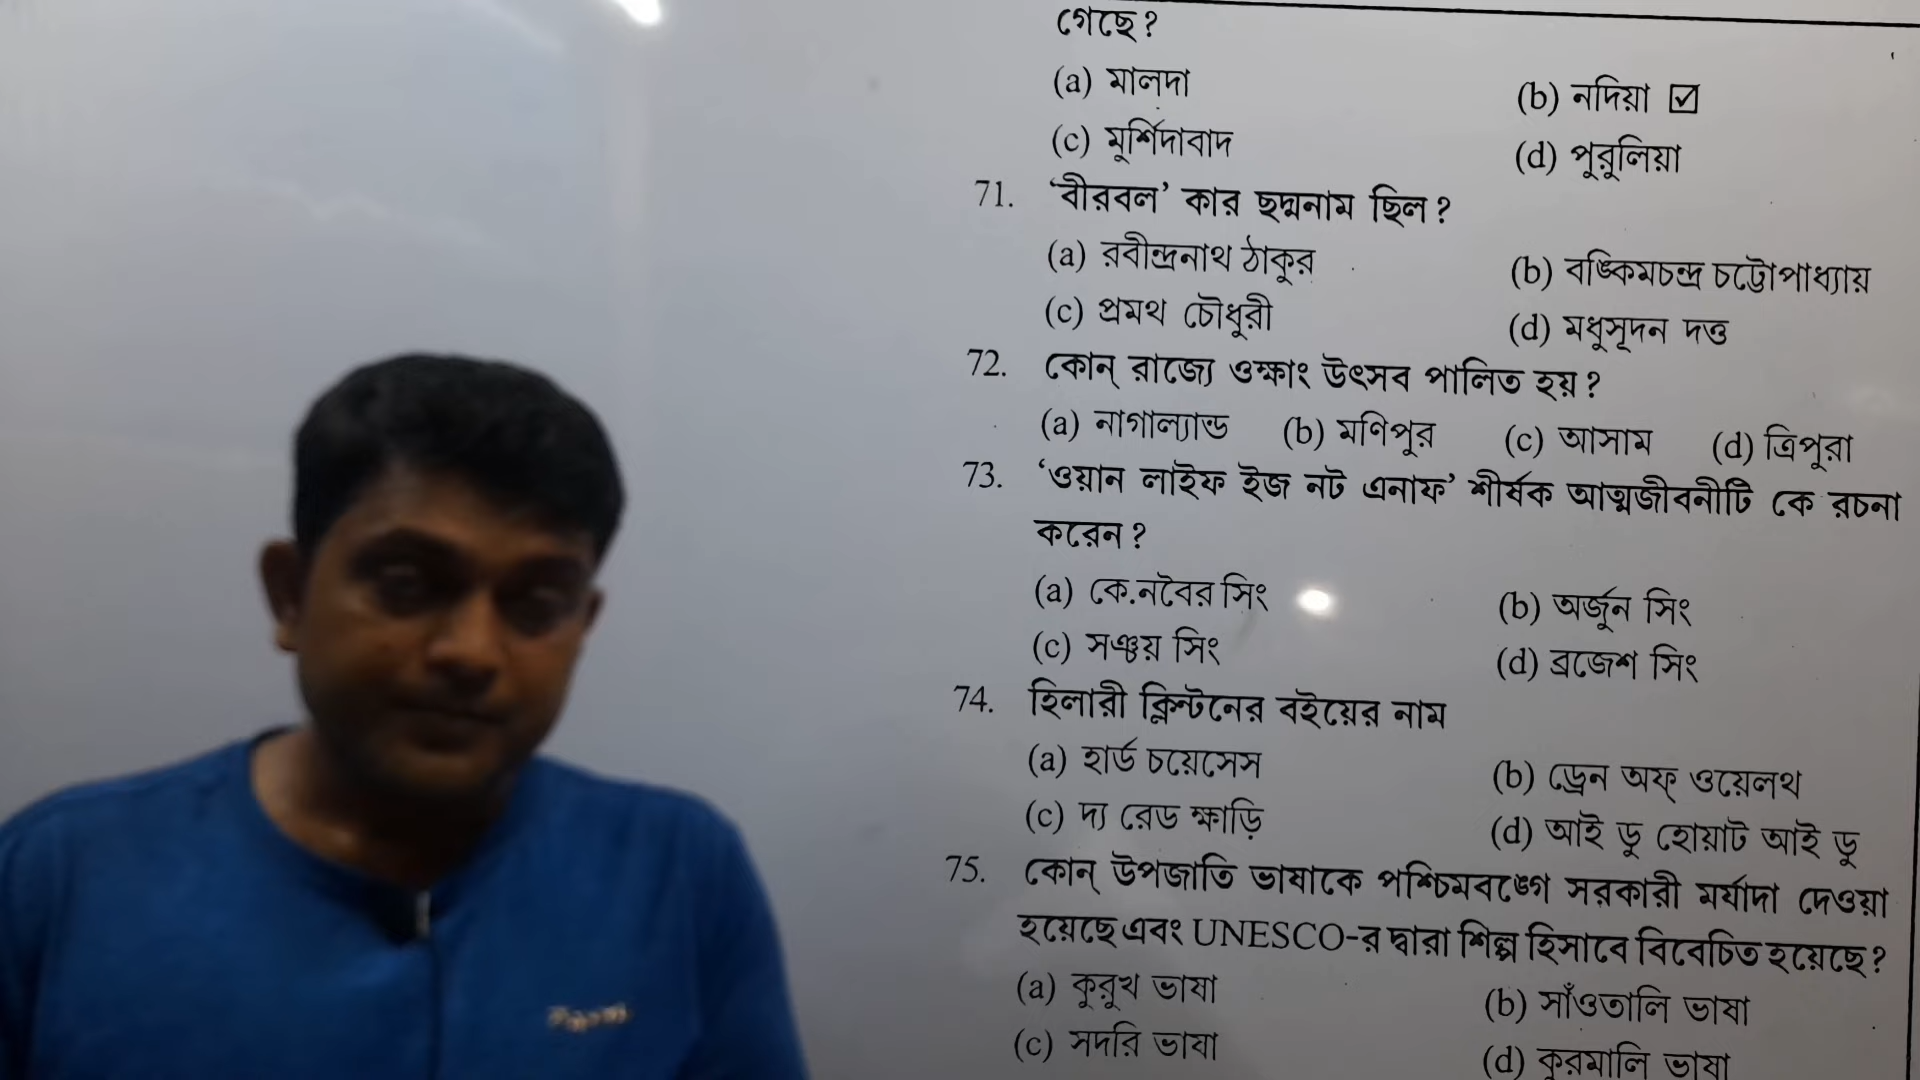 গেছে?
(a) মালদা (b) নদিয়া ☑
(c) মুর্শিদাবাদ (d) পুরুলিয়া
71. ‘বীরবল’ কার ছদ্মনাম ছিল?
(a) রবীন্দ্রনাথ ঠাকুর (b) বঙ্কিমচন্দ্র চট্টোপাধ্যায়
(c) প্রমথ চৌধুরী (d) মধুসূদন দত্ত
72. কোন্ রাজ্যে ওক্ষাং উৎসব পালিত হয়?
(a) নাগাল্যান্ড (b) মণিপুর (c) আসাম (d) ত্রিপুরা
73. ‘ওয়ান লাইফ ইজ নট এনাফ’ শীর্ষক আত্মজীবনীটি কে রচনা
করেন?
(a) কে.নবৈর সিং (b) অর্জুন সিং
(c) সঞ্জয় সিং (d) ব্রজেশ সিং
74. হিলারী ক্লিন্টনের বইয়ের নাম
(a) হার্ড চয়েসেস (b) ড্রেন অফ্ ওয়েলথ
(c) দ্য রেড ক্ষাড়ি (d) আই ডু হোয়াট আই ডু
75. কোন্ উপজাতি ভাষাকে পশ্চিমবঙ্গে সরকারী মর্যাদা দেওয়া
হয়েছে এবং UNESCO-র দ্বারা শিল্প হিসাবে বিবেচিত হয়েছে?
(a) কুরুখ ভাষা (b) সাঁওতালি ভাষা
(c) সদরি ভাষা (d) কুরমালি ভাষা